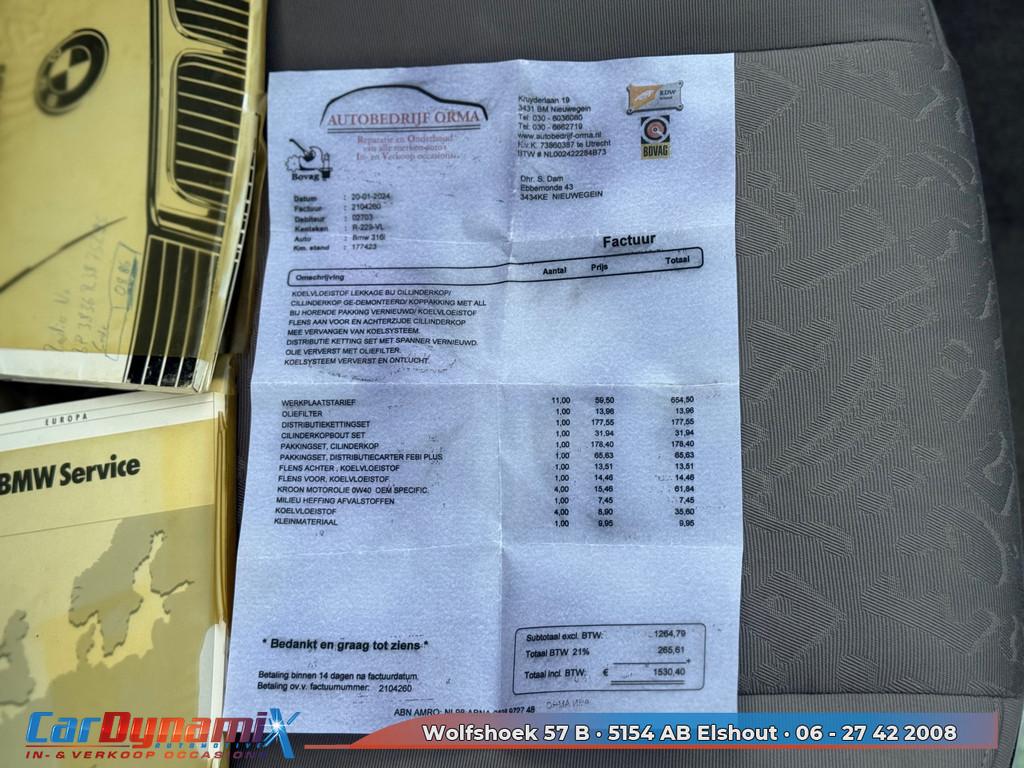 AUTOBEDRIJF ORMA
Reparatie en Onderhoud
van alle merken auto's
In- en Verkoop occasions..
Bovag
Kruyderlaan 19
3431 BM Nieuwegein
Tel: 030 - 6036080
Tel: 030 - 6662719
www.autobedrijf-orma.nl
K.v.K. 73860387 te Utrecht
BTW # NL002422284B73
RDW
BOVAG
Dhr. S. Dam
Ebbemonde 43
3434KE NIEUWEGEIN
Datum : 20-01-2024
Factuur : 2104260
Debiteur : 02703
Kenteken : R-229-VL
Auto : Bmw 316i
Km. stand : 177423
Factuur
Omschrijving Aantal Prijs Totaal
KOELVLOEISTOF LEKKAGE BIJ CILLINDERKOP/
CILLINDERKOP GE-DEMONTEERD/ KOPPAKKING MET ALL
BIJ HORENDE PAKKING VERNIEUWD/ KOELVLOEISTOF
FLENS AAN VOOR EN ACHTERZIJDE CILLINDERKOP
MEE VERVANGEN VAN KOELSYSTEEM.
DISTRIBUTIE KETTING SET MET SPANNER VERNIEUWD.
OLIE VERVERST MET OLIEFILTER.
KOELSYSTEEM VERVERST EN ONTLUCHT.
WERKPLAATSTARIEF 11,00 59,50 654,50
OLIEFILTER 1,00 13,96 13,96
DISTRIBUTIEKETTINGSET 1,00 177,55 177,55
CILINDERKOPBOUT SET 1,00 31,94 31,94
PAKKINGSET, CILINDERKOP 1,00 178,40 178,40
PAKKINGSET, DISTRIBUTIECARTER FEBI PLUS 1,00 65,63 65,63
FLENS ACHTER , KOELVLOEISTOF 1,00 13,51 13,51
FLENS VOOR, KOELVLOEISTOF. 1,00 14,46 14,46
KROON MOTOROLIE 0W40 OEM SPECIFIC. 4,00 15,46 61,84
MILIEU HEFFING AFVALSTOFFEN 1,00 7,45 7,45
KOELVLOEISTOF 4,00 8,90 35,60
KLEINMATERIAAL 1,00 9,95 9,95
* Bedankt en graag tot ziens *
Betaling binnen 14 dagen na factuurdatum.
Betaling o.v.v. factuurnummer: 2104260
Subtotaal excl. BTW: 1264,79
Totaal BTW 21% 265,61
Totaal incl. BTW: € 1530,40
ABN AMRO: NL98 ABNA
BMW
EUROPA
BMW Service
CarDynamiX
AUTOMOTIVE
IN- & VERKOOP OCCASIONS
Wolfshoek 57 B • 5154 AB Elshout • 06 - 27 42 2008